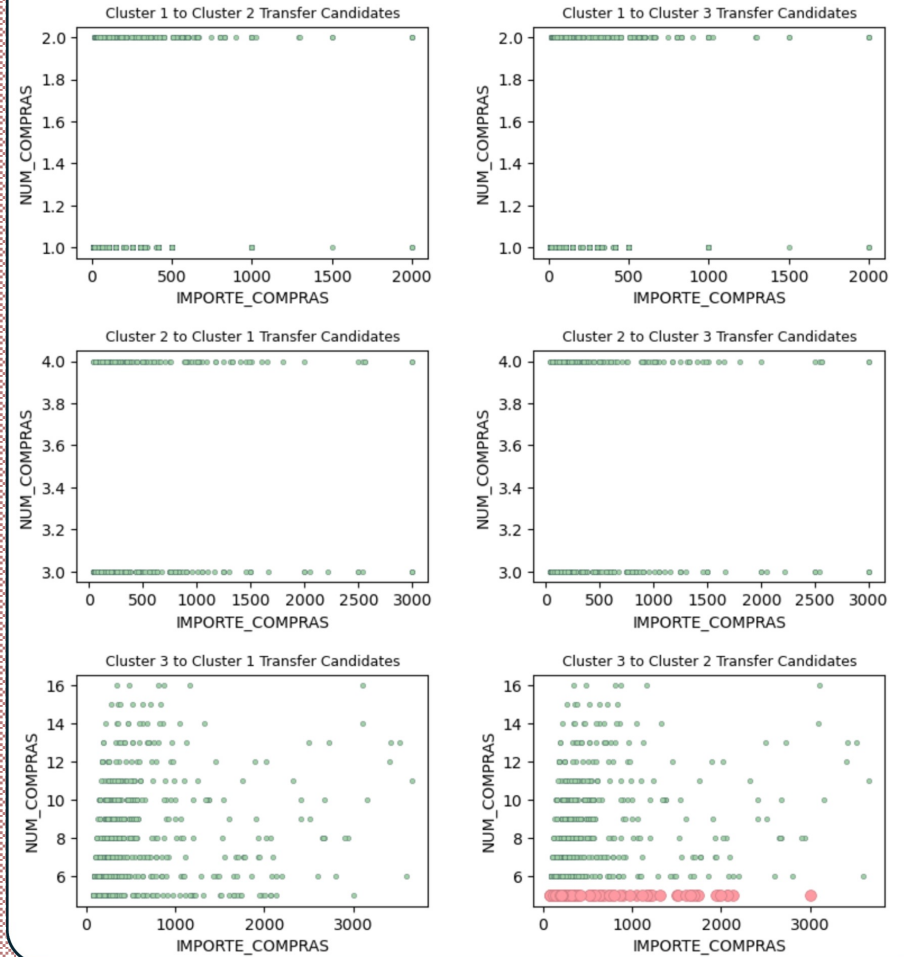 Cluster 1 to Cluster 2 Transfer Candidates
2.0
1.8
1.6
1.4
1.2
1.0
NUM_COMPRAS
0 500 1000 1500 2000
IMPORTE_COMPRAS
Cluster 1 to Cluster 3 Transfer Candidates
2.0
1.8
1.6
1.4
1.2
1.0
NUM_COMPRAS
0 500 1000 1500 2000
IMPORTE_COMPRAS
Cluster 2 to Cluster 1 Transfer Candidates
4.0
3.8
3.6
3.4
3.2
3.0
NUM_COMPRAS
0 500 1000 1500 2000 2500 3000
IMPORTE_COMPRAS
Cluster 2 to Cluster 3 Transfer Candidates
4.0
3.8
3.6
3.4
3.2
3.0
NUM_COMPRAS
0 500 1000 1500 2000 2500 3000
IMPORTE_COMPRAS
Cluster 3 to Cluster 1 Transfer Candidates
16
14
12
10
8
6
NUM_COMPRAS
0 1000 2000 3000
IMPORTE_COMPRAS
Cluster 3 to Cluster 2 Transfer Candidates
16
14
12
10
8
6
NUM_COMPRAS
0 1000 2000 3000
IMPORTE_COMPRAS